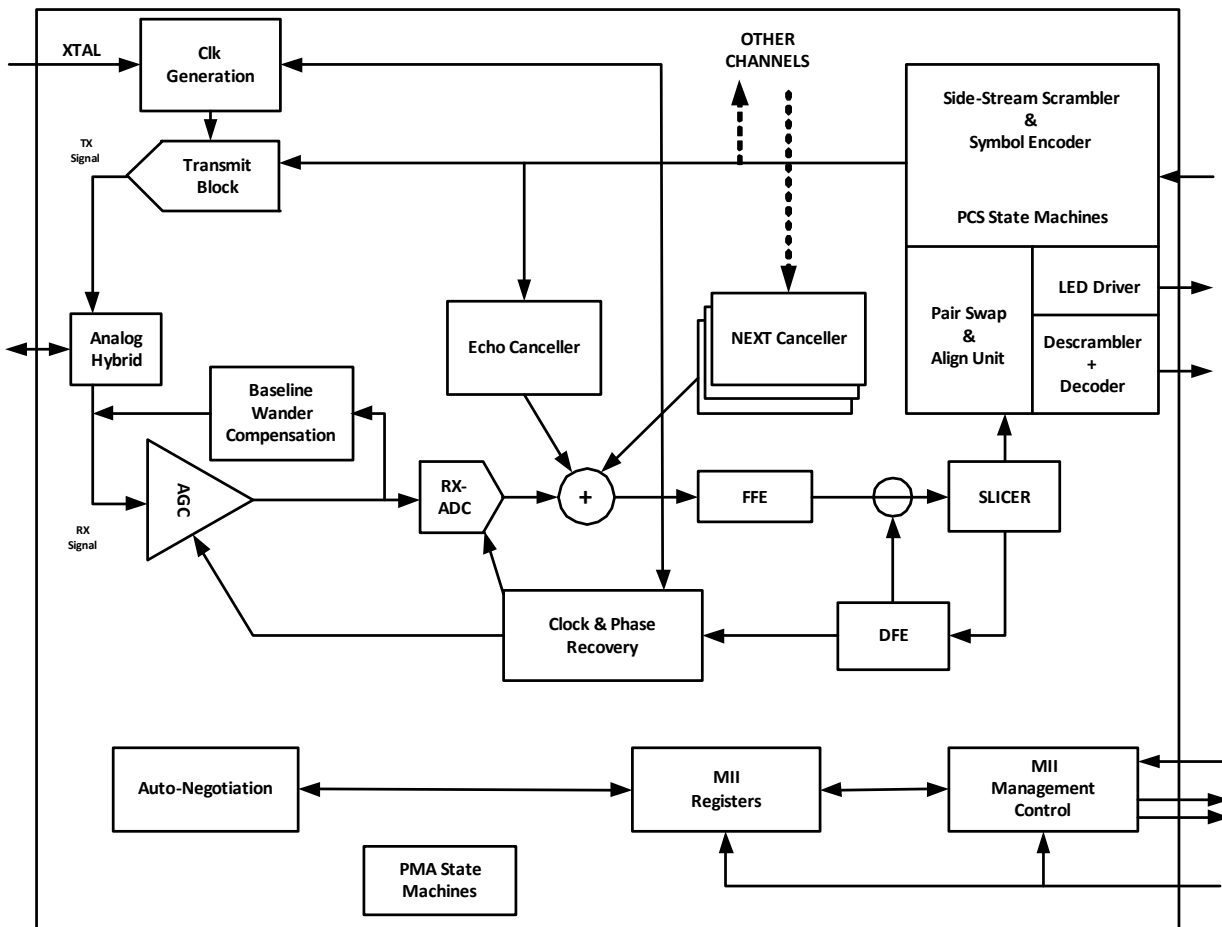 XTAL
Clk
Generation
OTHER
CHANNELS
Side-Stream Scrambler
&
Symbol Encoder
PCS State Machines
TX
Signal
Transmit
Block
Analog
Hybrid
Echo Canceller
NEXT Canceller
Pair Swap
&
Align Unit
LED Driver
Descrambler
+
Decoder
Baseline
Wander
Compensation
AGC
RX
Signal
RX-
ADC
+
FFE
SLICER
Clock & Phase
Recovery
DFE
Auto-Negotiation
MII
Registers
MII
Management
Control
PMA State
Machines